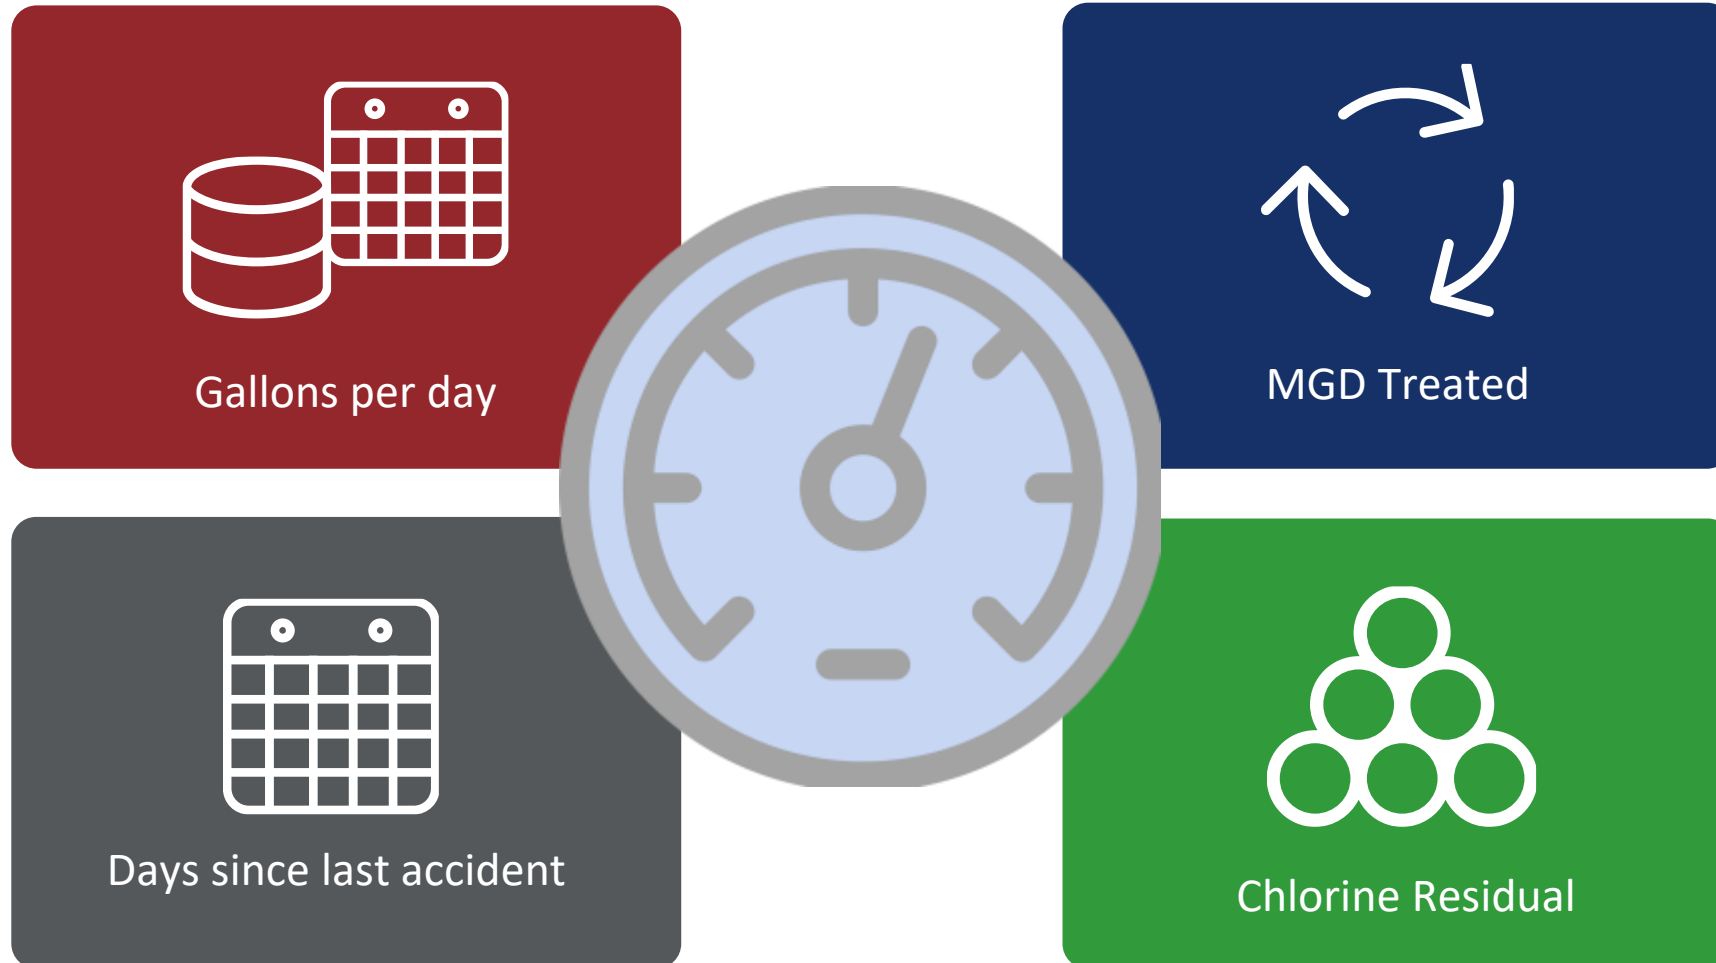 Gallons per day
MGD Treated
Days since last accident
Chlorine Residual